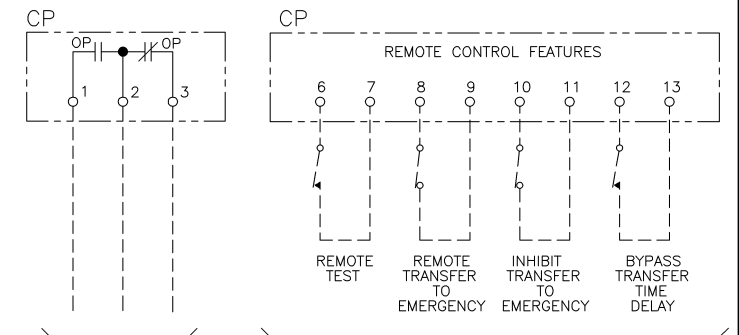 CP
OP OP
1 2 3
CP
REMOTE CONTROL FEATURES
6 7 8 9 10 11 12 13
REMOTE
TEST
REMOTE
TRANSFER
TO
EMERGENCY
INHIBIT
TRANSFER
TO
EMERGENCY
BYPASS
TRANSFER
TIME
DELAY